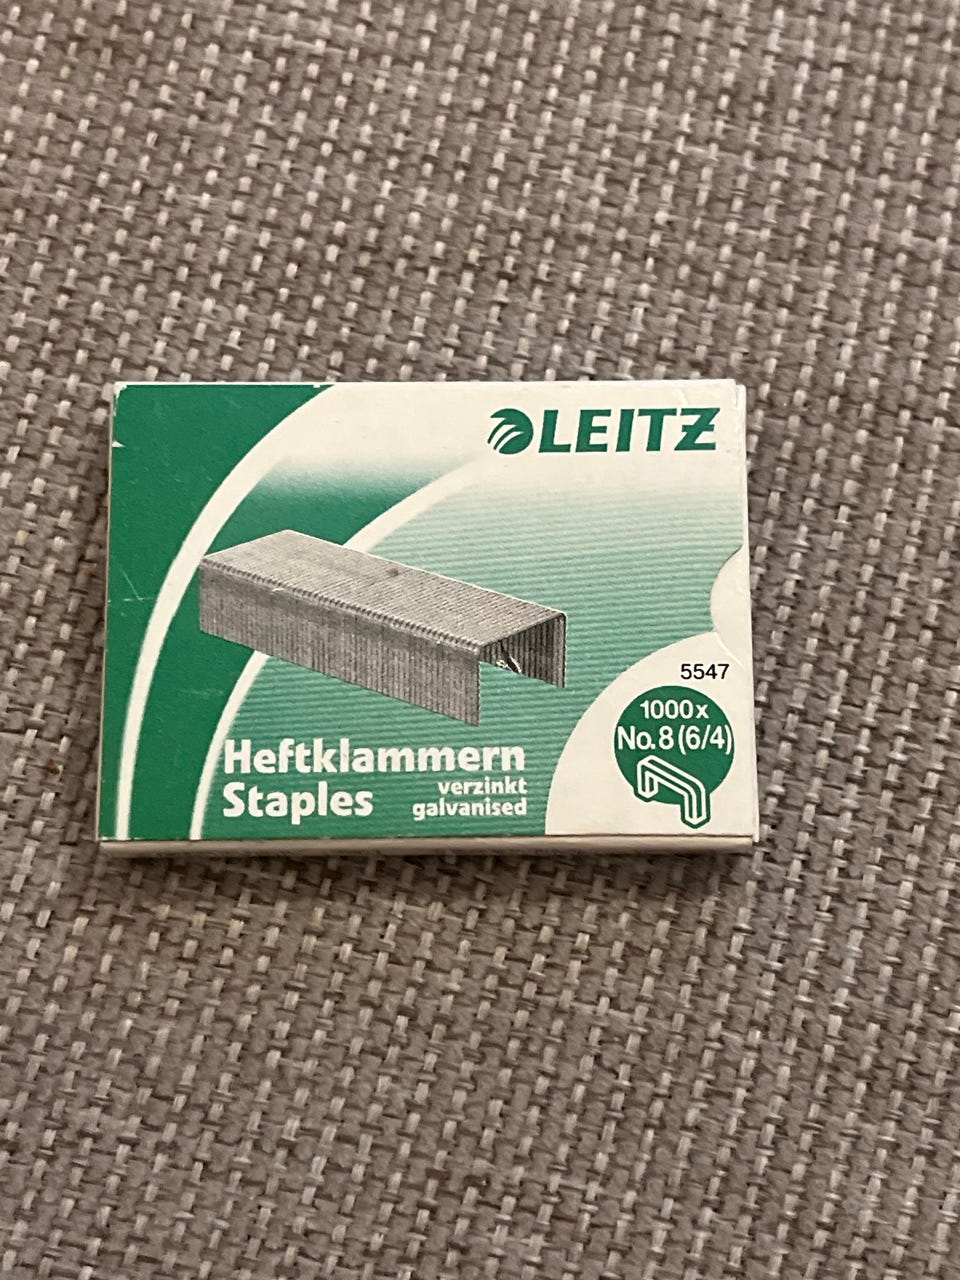 LEITZ
5547
1000x
No.8(6/4)
Heftklammern
verzinkt
Staples
galvanised